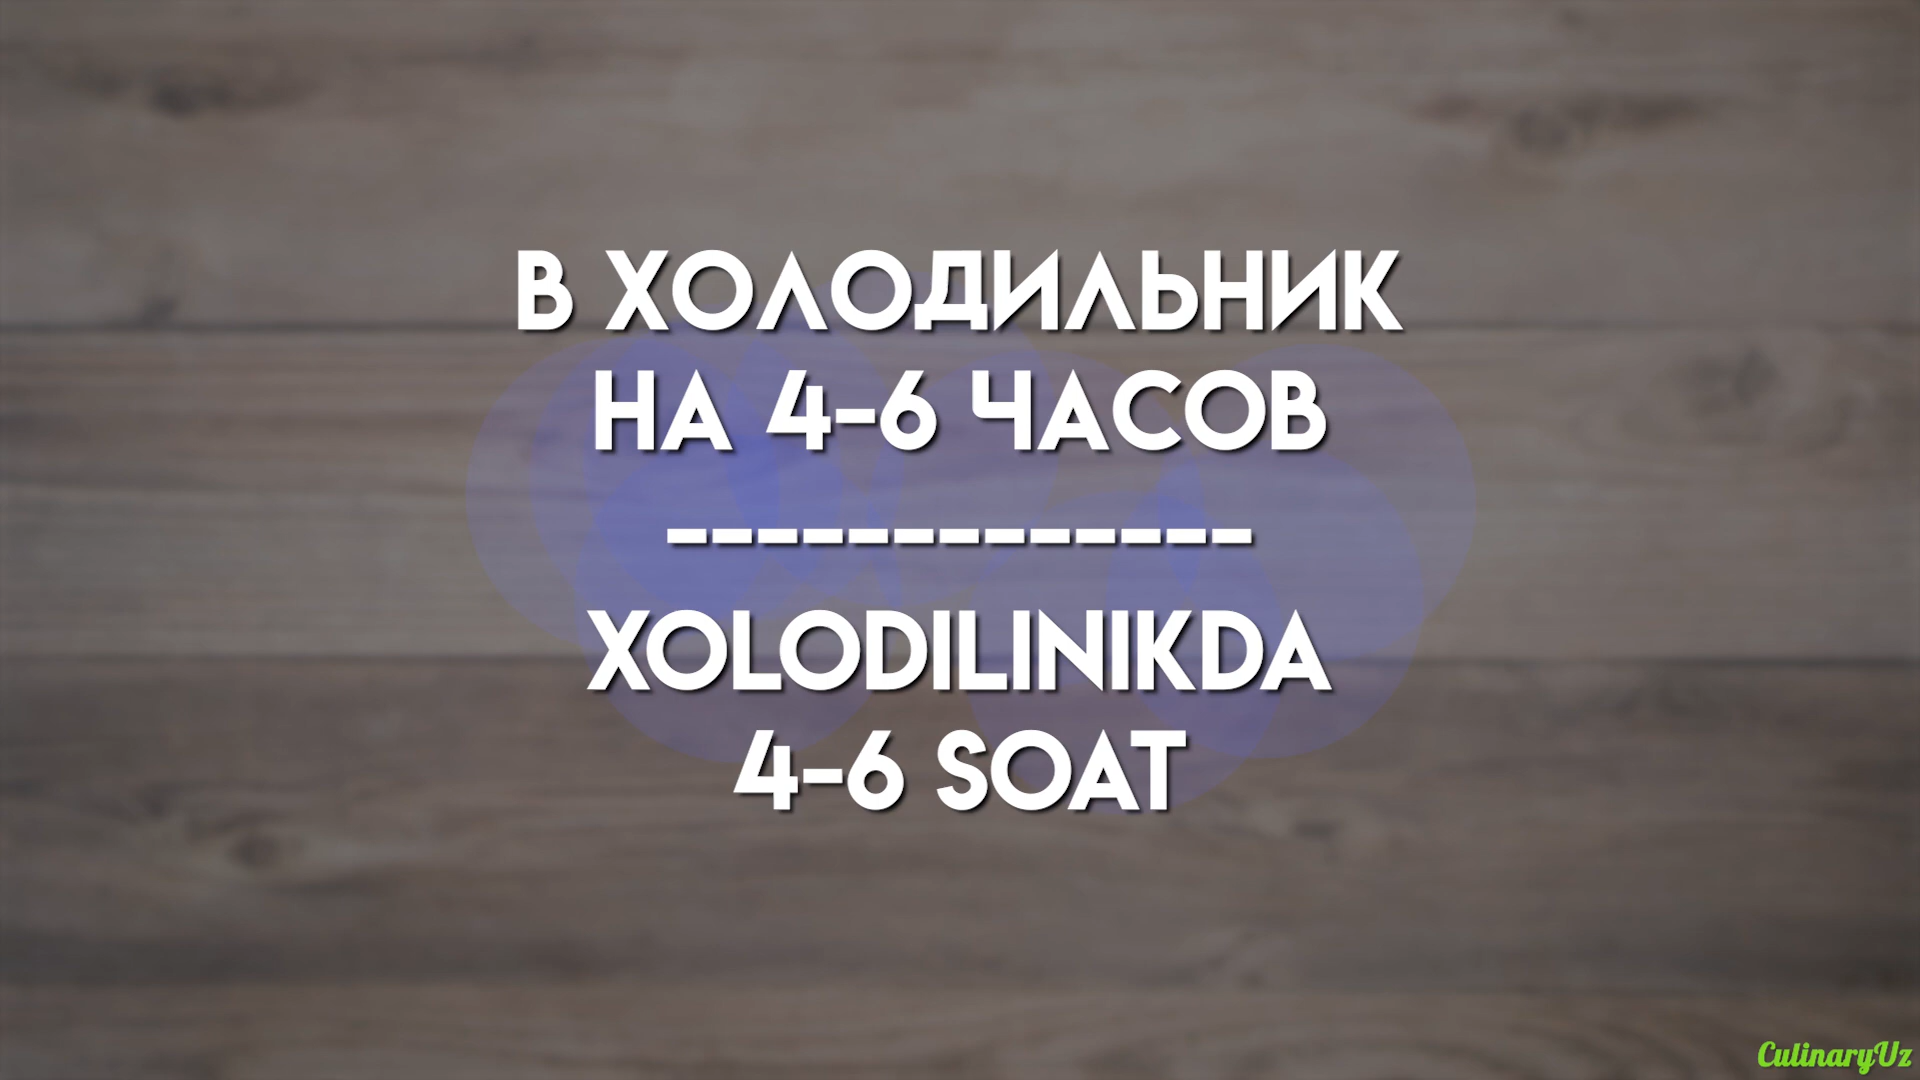 В ХОЛОДИЛЬНИК
НА 4-6 ЧАСОВ
-------------
XOLODILINIKDA
4-6 SOAT
CulinaryUz